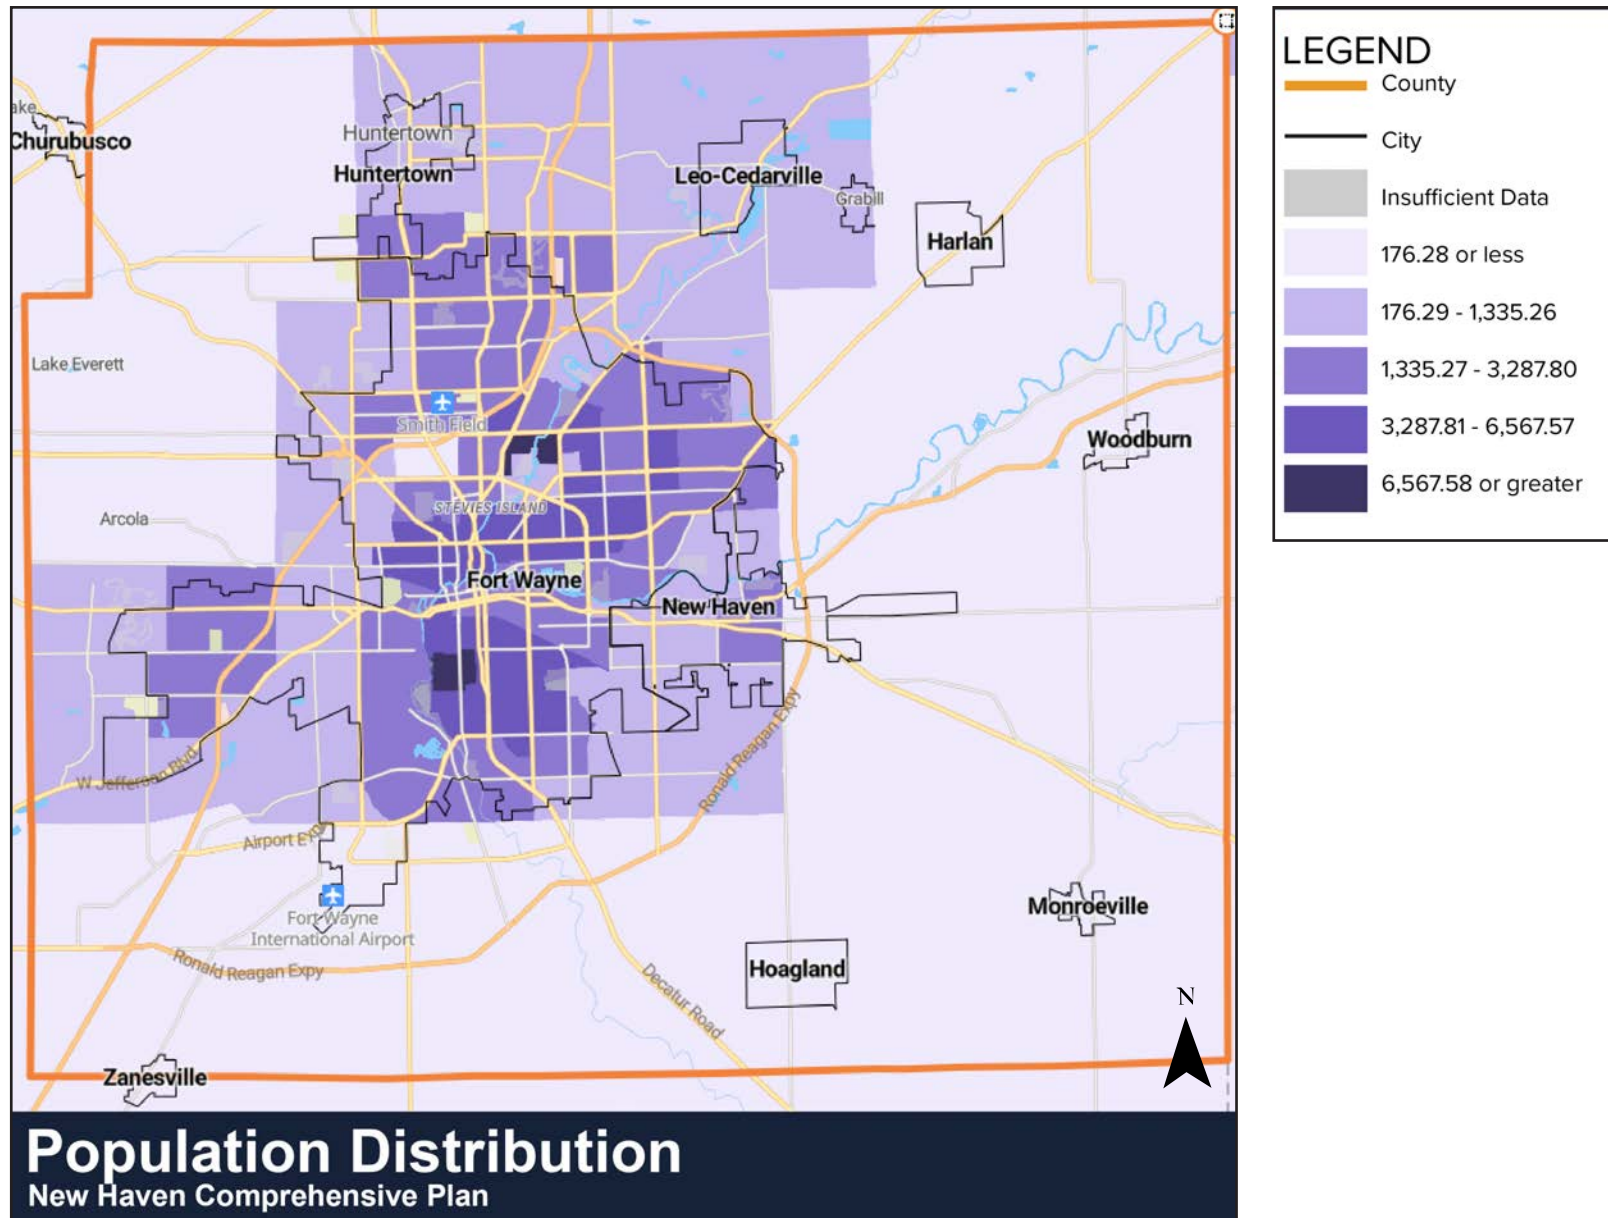 ake
Churubusco
Huntertown
Huntertown
Leo-Cedarville
Grabill
Harlan
Lake Everett
Smith Field
Woodburn
STEVIES ISLAND
Arcola
Fort Wayne
New Haven
W Jefferson Blvd
Ronald Reagan Expy
Airport Expy
Fort Wayne
International Airport
Monroeville
Ronald Reagan Expy
Hoagland
Decatur Road
N
Zanesville
Population Distribution
New Haven Comprehensive Plan
LEGEND
County
City
Insufficient Data
176.28 or less
176.29 - 1,335.26
1,335.27 - 3,287.80
3,287.81 - 6,567.57
6,567.58 or greater